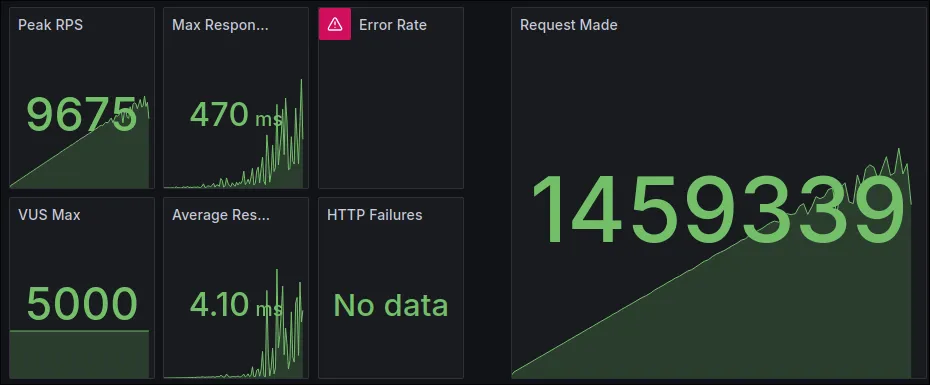 Peak RPS
9675
Max Respon...
470 ms
Error Rate
Request Made
1459339
VUS Max
5000
Average Res...
4.10 ms
HTTP Failures
No data